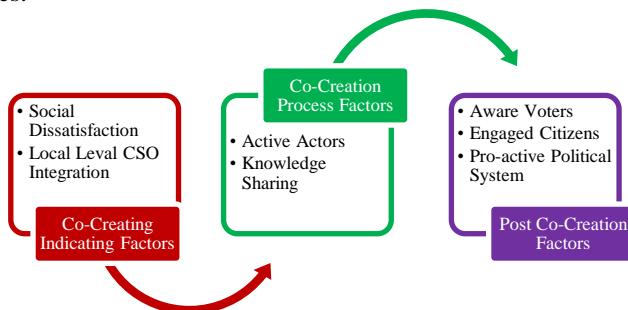 • Social
Dissatisfaction
• Local Leval CSO
Integration
Co-Creating
Indicating Factors
Co-Creation
Process Factors
• Active Actors
• Knowledge
Sharing
• Aware Voters
• Engaged Citizens
• Pro-active Political
System
Post Co-Creation
Factors